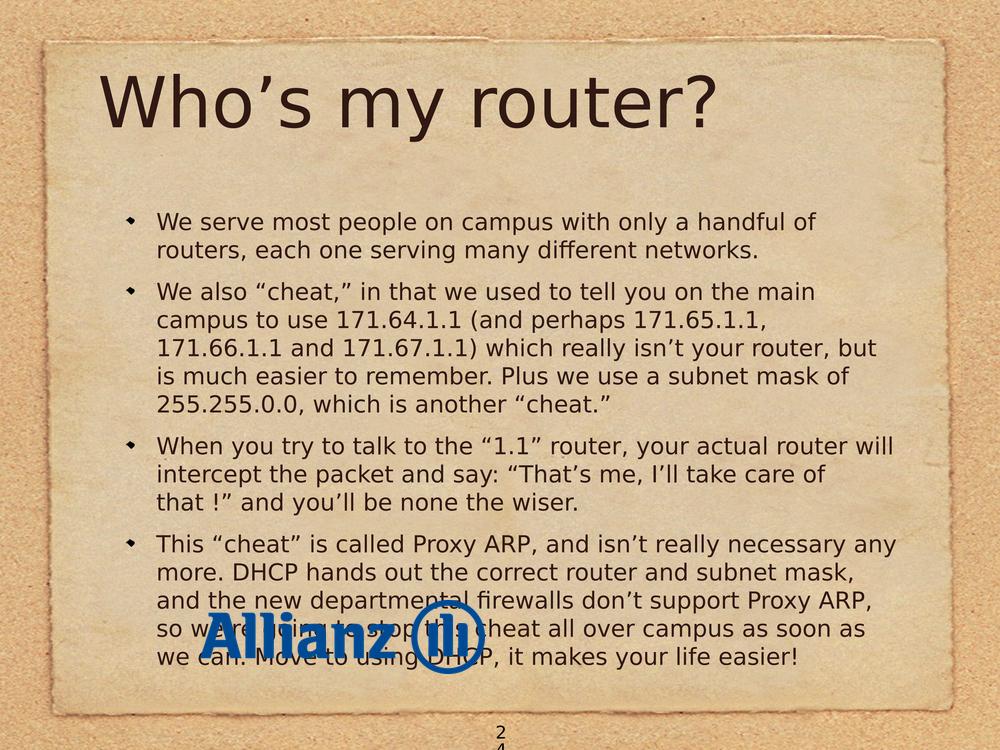 Who’s my router?
We serve most people on campus with only a handful of
routers, each one serving many different networks.
We also “cheat,” in that we used to tell you on the main
campus to use 171.64.1.1 (and perhaps 171.65.1.1,
171.66.1.1 and 171.67.1.1) which really isn’t your router, but
is much easier to remember. Plus we use a subnet mask of
255.255.0.0, which is another “cheat.”
When you try to talk to the “1.1” router, your actual router will
intercept the packet and say: “That’s me, I’ll take care of
that !” and you’ll be none the wiser.
This “cheat” is called Proxy ARP, and isn’t really necessary any
more. DHCP hands out the correct router and subnet mask,
and the new departmental firewalls don’t support Proxy ARP,
so we’re going to stop this cheat all over campus as soon as
we can. Move to using DHCP, it makes your life easier!
Allianz
2
4